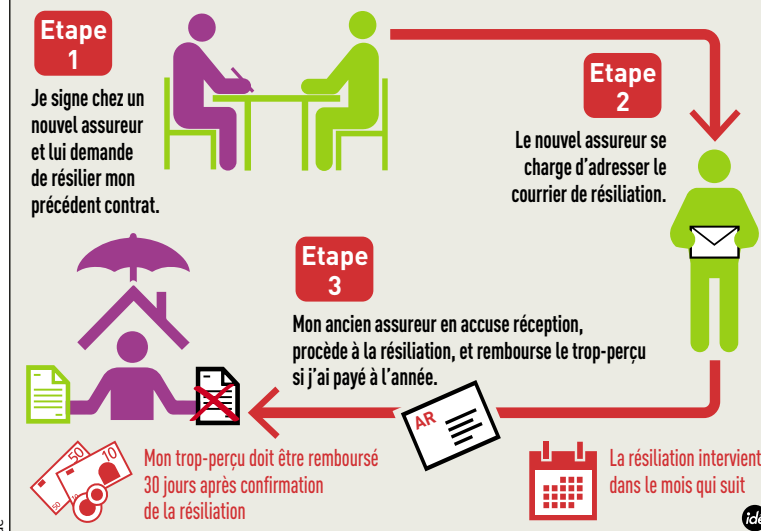 Etape
1
Je signe chez un
nouvel assureur
et lui demande
de résilier mon
précédent contrat.
Etape
2
Le nouvel assureur se
charge d'adresser le
courrier de résiliation.
Etape
3
Mon ancien assureur en accuse réception,
procède à la résiliation, et rembourse le trop-perçu
si j'ai payé à l'année.
AR
50
10
50
Mon trop-perçu doit être remboursé
30 jours après confirmation
de la résiliation
La résiliation intervient
dans le mois qui suit
idé